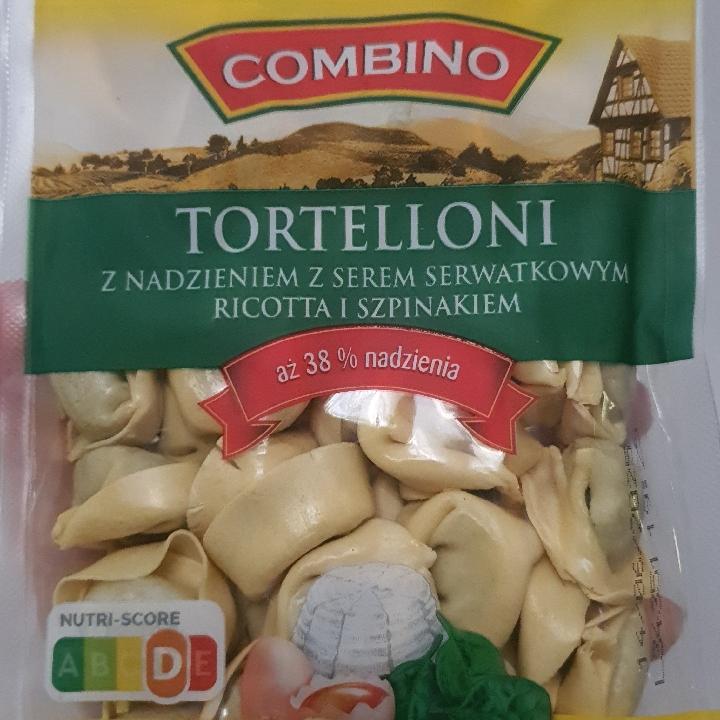 COMBINO
TORTELLONI
Z NADZIENIEM Z SEREM SERWATKOWYM
RICOTTA I SZPINAKIEM
aż 38 % nadzienia
NUTRI-SCORE
A B C D E